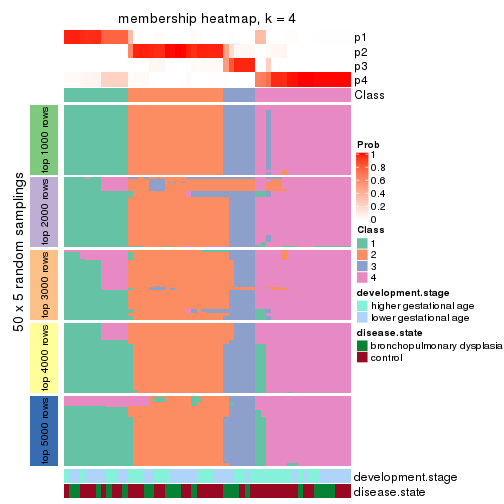 membership heatmap, k = 4
p1
p2
p3
p4
Class
50 x 5 random samplings
top 1000 rows
top 2000 rows
top 3000 rows
top 4000 rows
top 5000 rows
Prob
1
0.8
0.6
0.4
0.2
0
Class
1
2
3
4
development.stage
higher gestational age
lower gestational age
disease.state
bronchopulmonary dysplasia
control
development.stage
disease.state